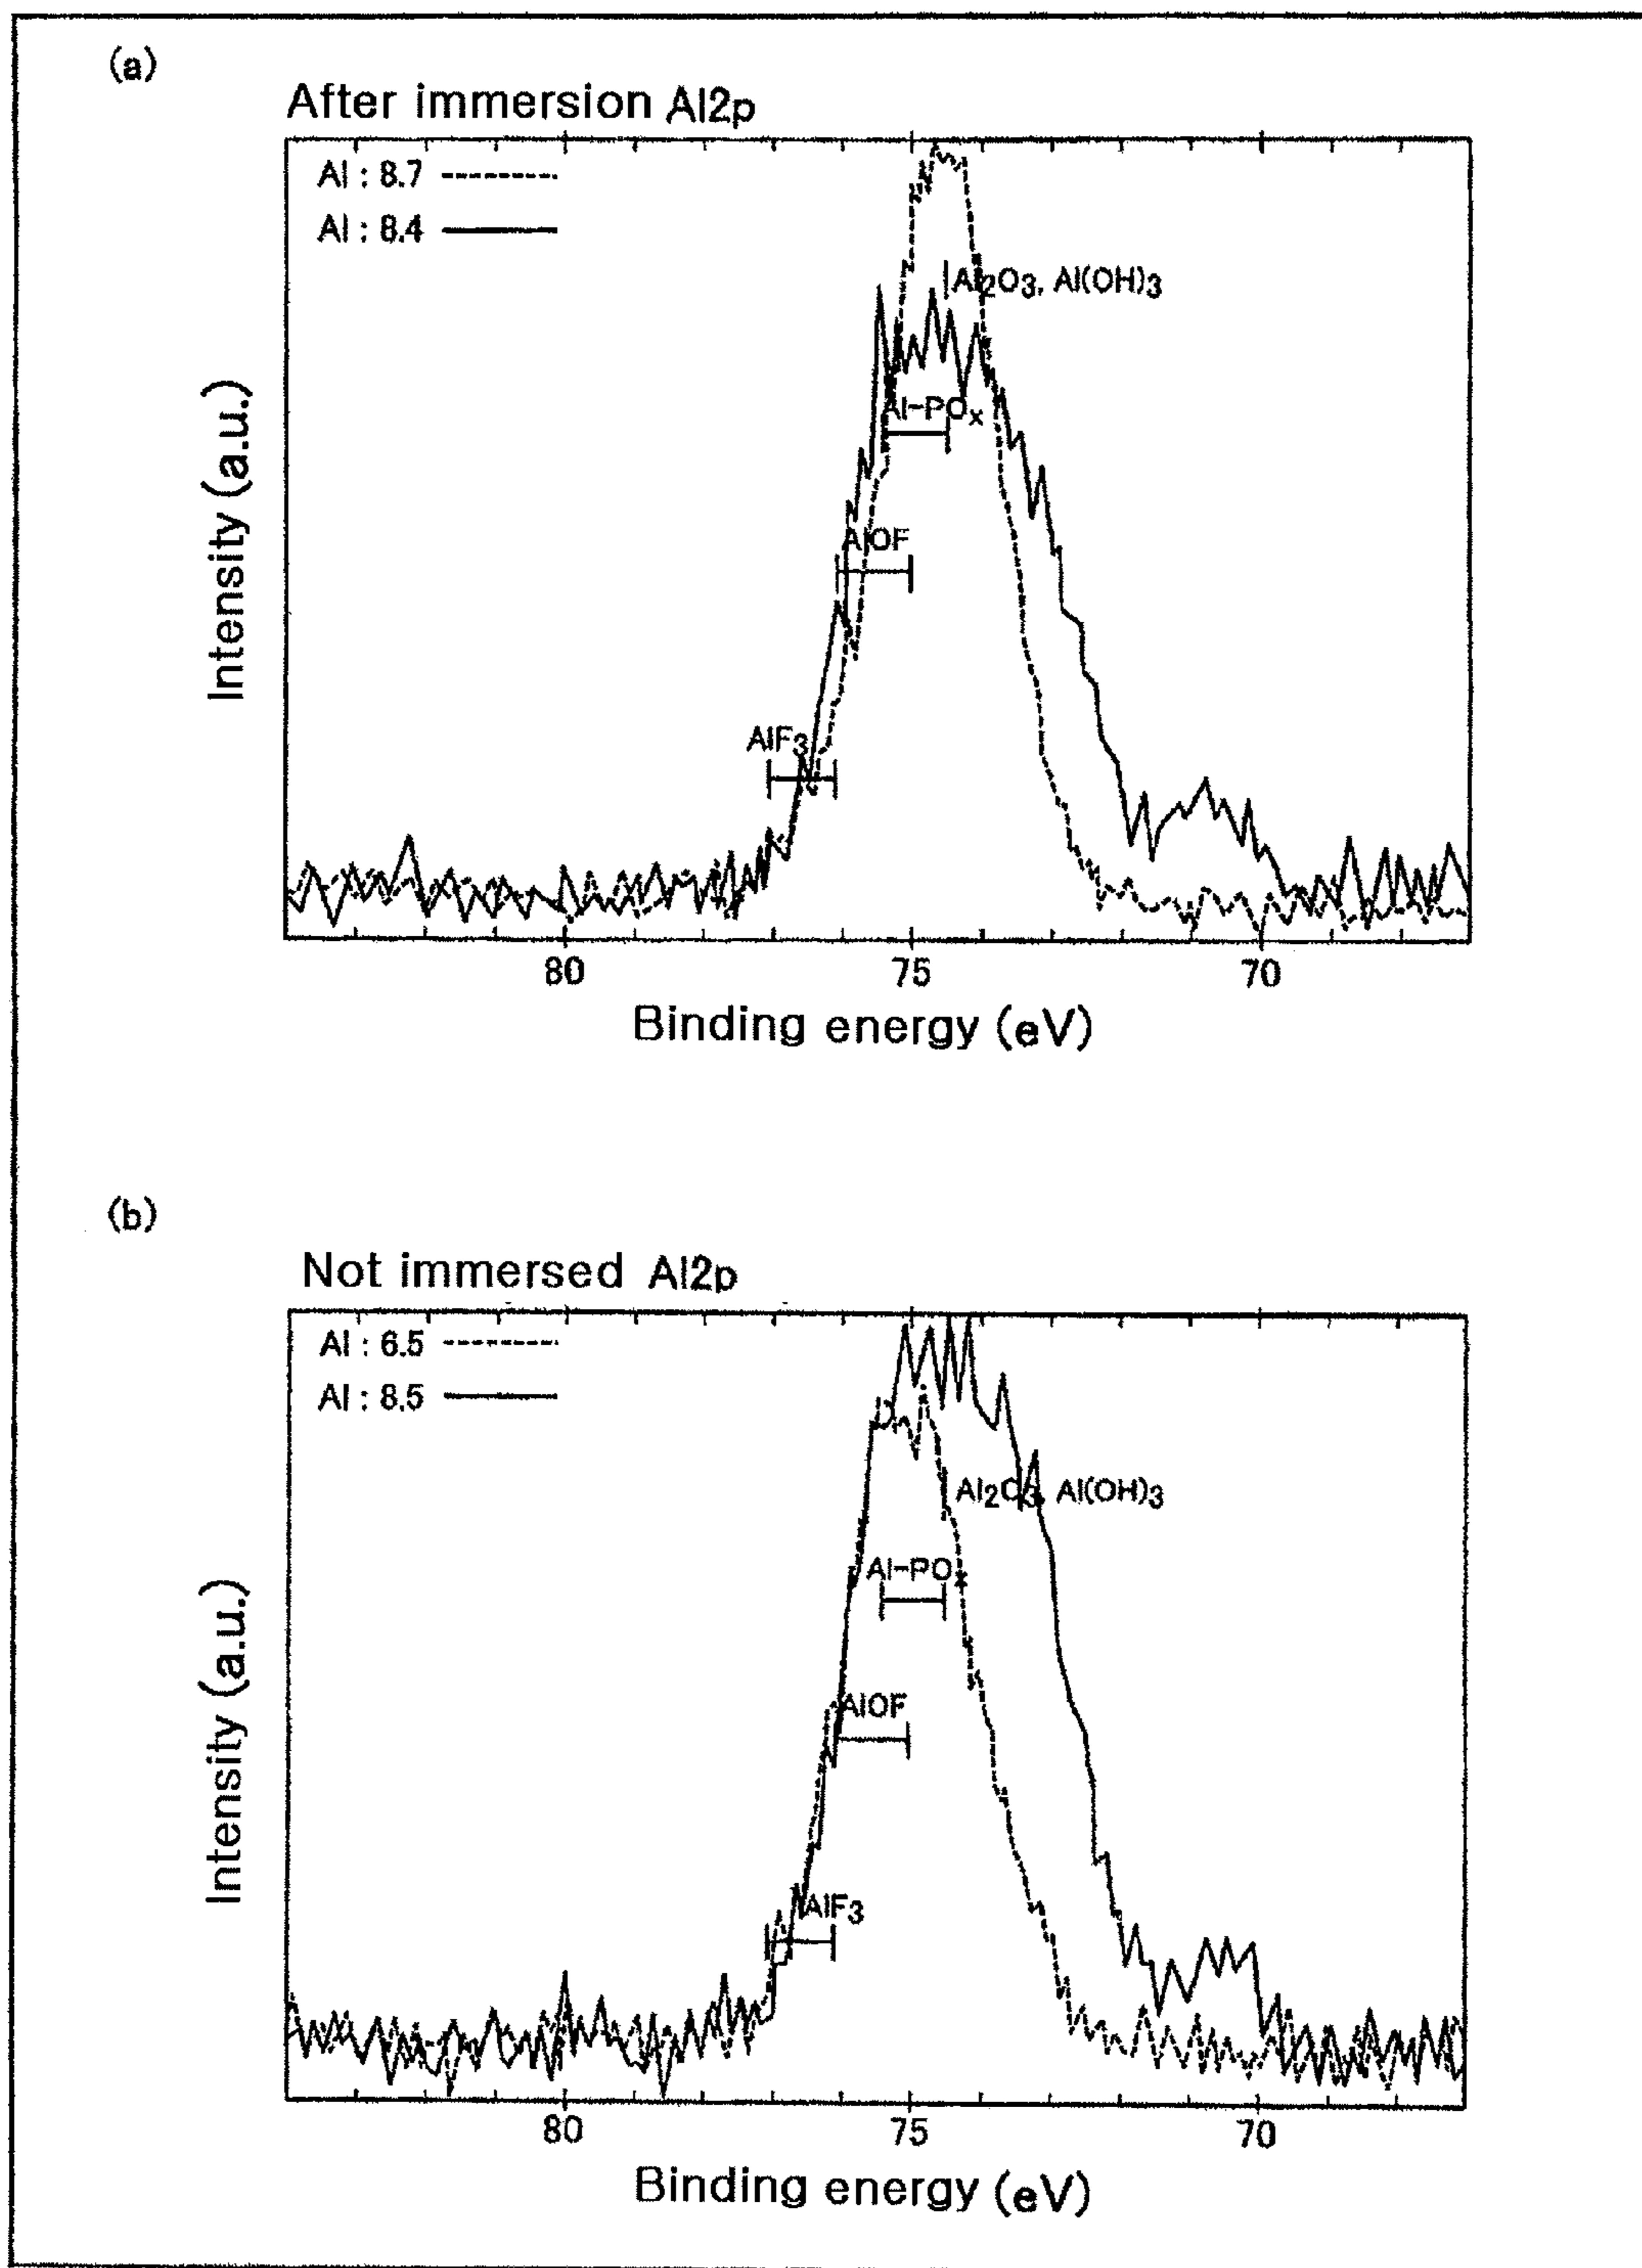 (a)
After immersion Al2p
Al : 8.7
Al : 8.4
Al₂O₃, Al(OH)₃
Al-POₓ
AlOF
AlF₃
Intensity (a.u.)
80 75 70
Binding energy (eV)
(b)
Not immersed Al2p
Al : 6.5
Al : 8.5
Al₂O₃, Al(OH)₃
Al-POₓ
AlOF
AlF₃
Intensity (a.u.)
80 75 70
Binding energy (eV)